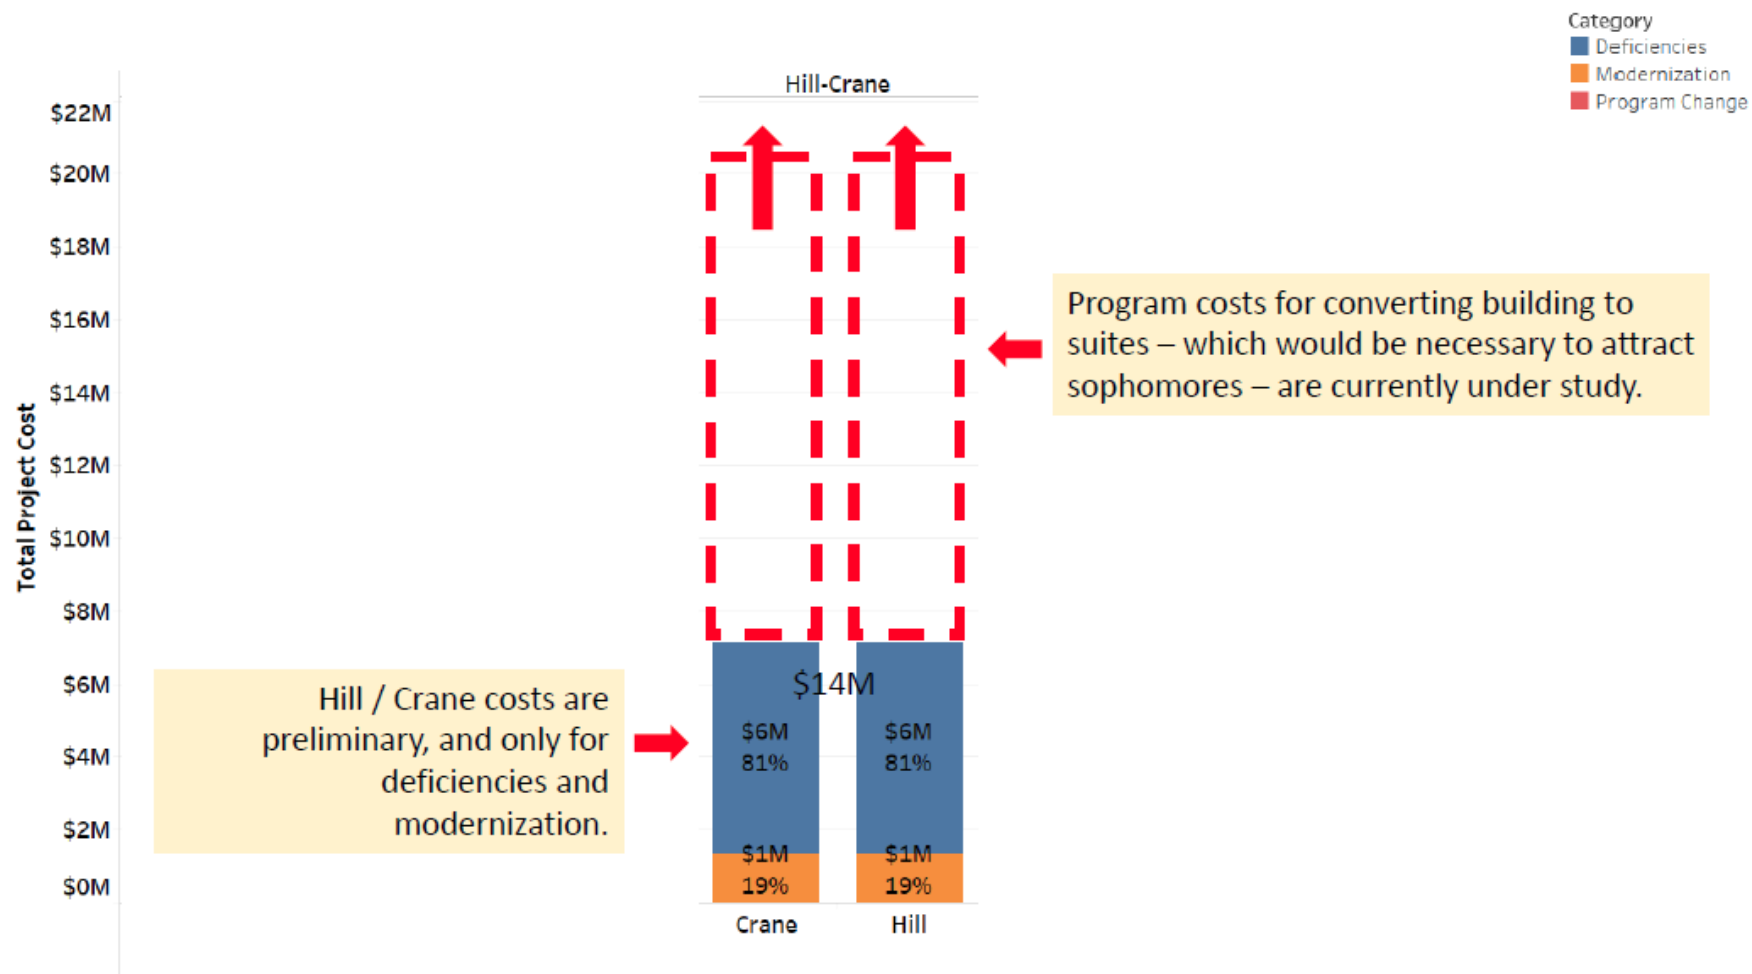 Category
Deficiencies
Modernization
Program Change
Hill-Crane
Total Project Cost
$22M
$20M
$18M
$16M
$14M
$12M
$10M
$8M
$6M
$4M
$2M
$0M
Program costs for converting building to
suites – which would be necessary to attract
sophomores – are currently under study.
Hill / Crane costs are
preliminary, and only for
deficiencies and
modernization.
$14M
$6M
81%
$6M
81%
$1M
19%
$1M
19%
Crane
Hill